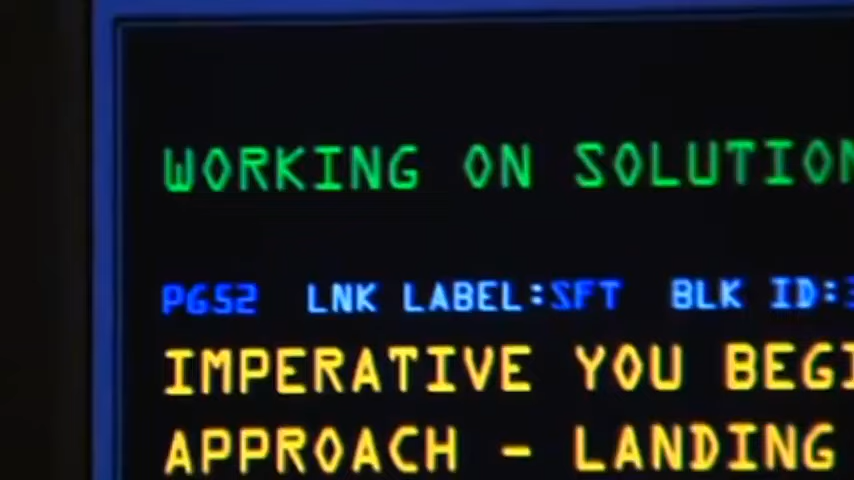 WORKING ON SOLUTION
PG52 LNK LABEL:SFT BLK ID:
IMPERATIVE YOU BEGI
APPROACH - LANDING